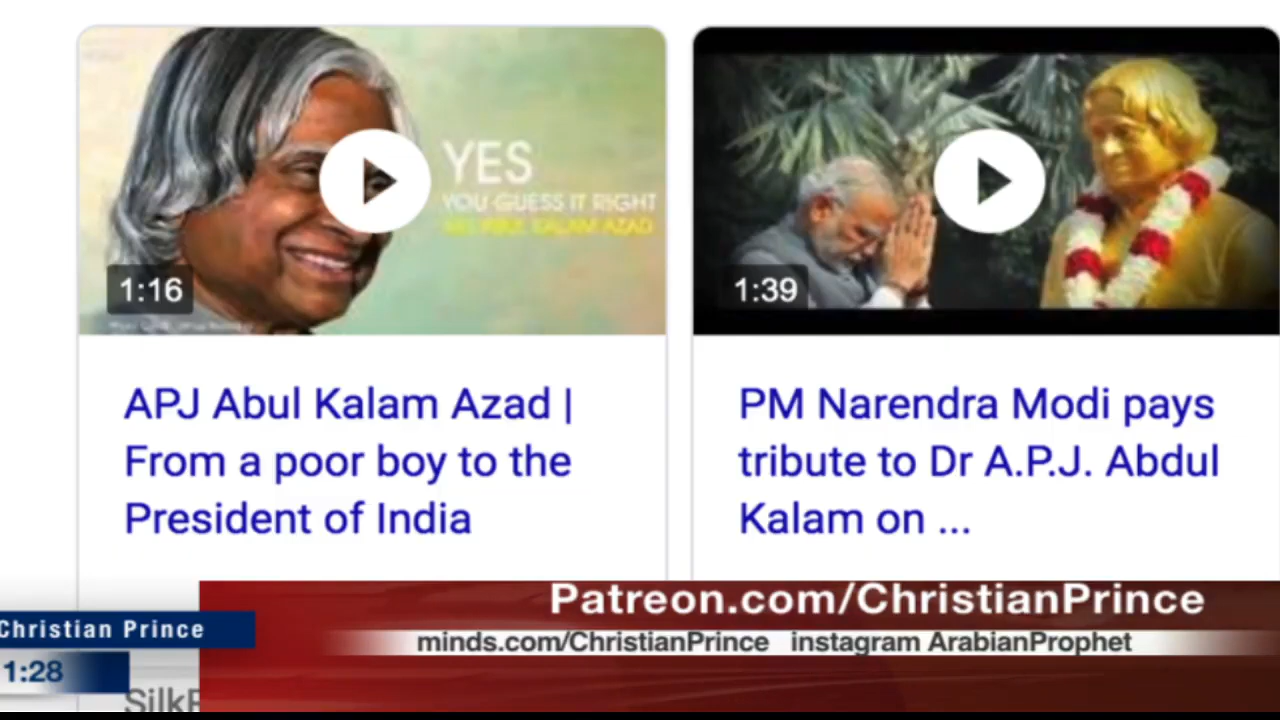 YES
YOU GUESS IT RIGHT
1:16
1:39
APJ Abul Kalam Azad |
From a poor boy to the
President of India
PM Narendra Modi pays
tribute to Dr A.P.J. Abdul
Kalam on ...
Patreon.com/ChristianPrince
Christian Prince
minds.com/ChristianPrince instagram ArabianProphet
1:28